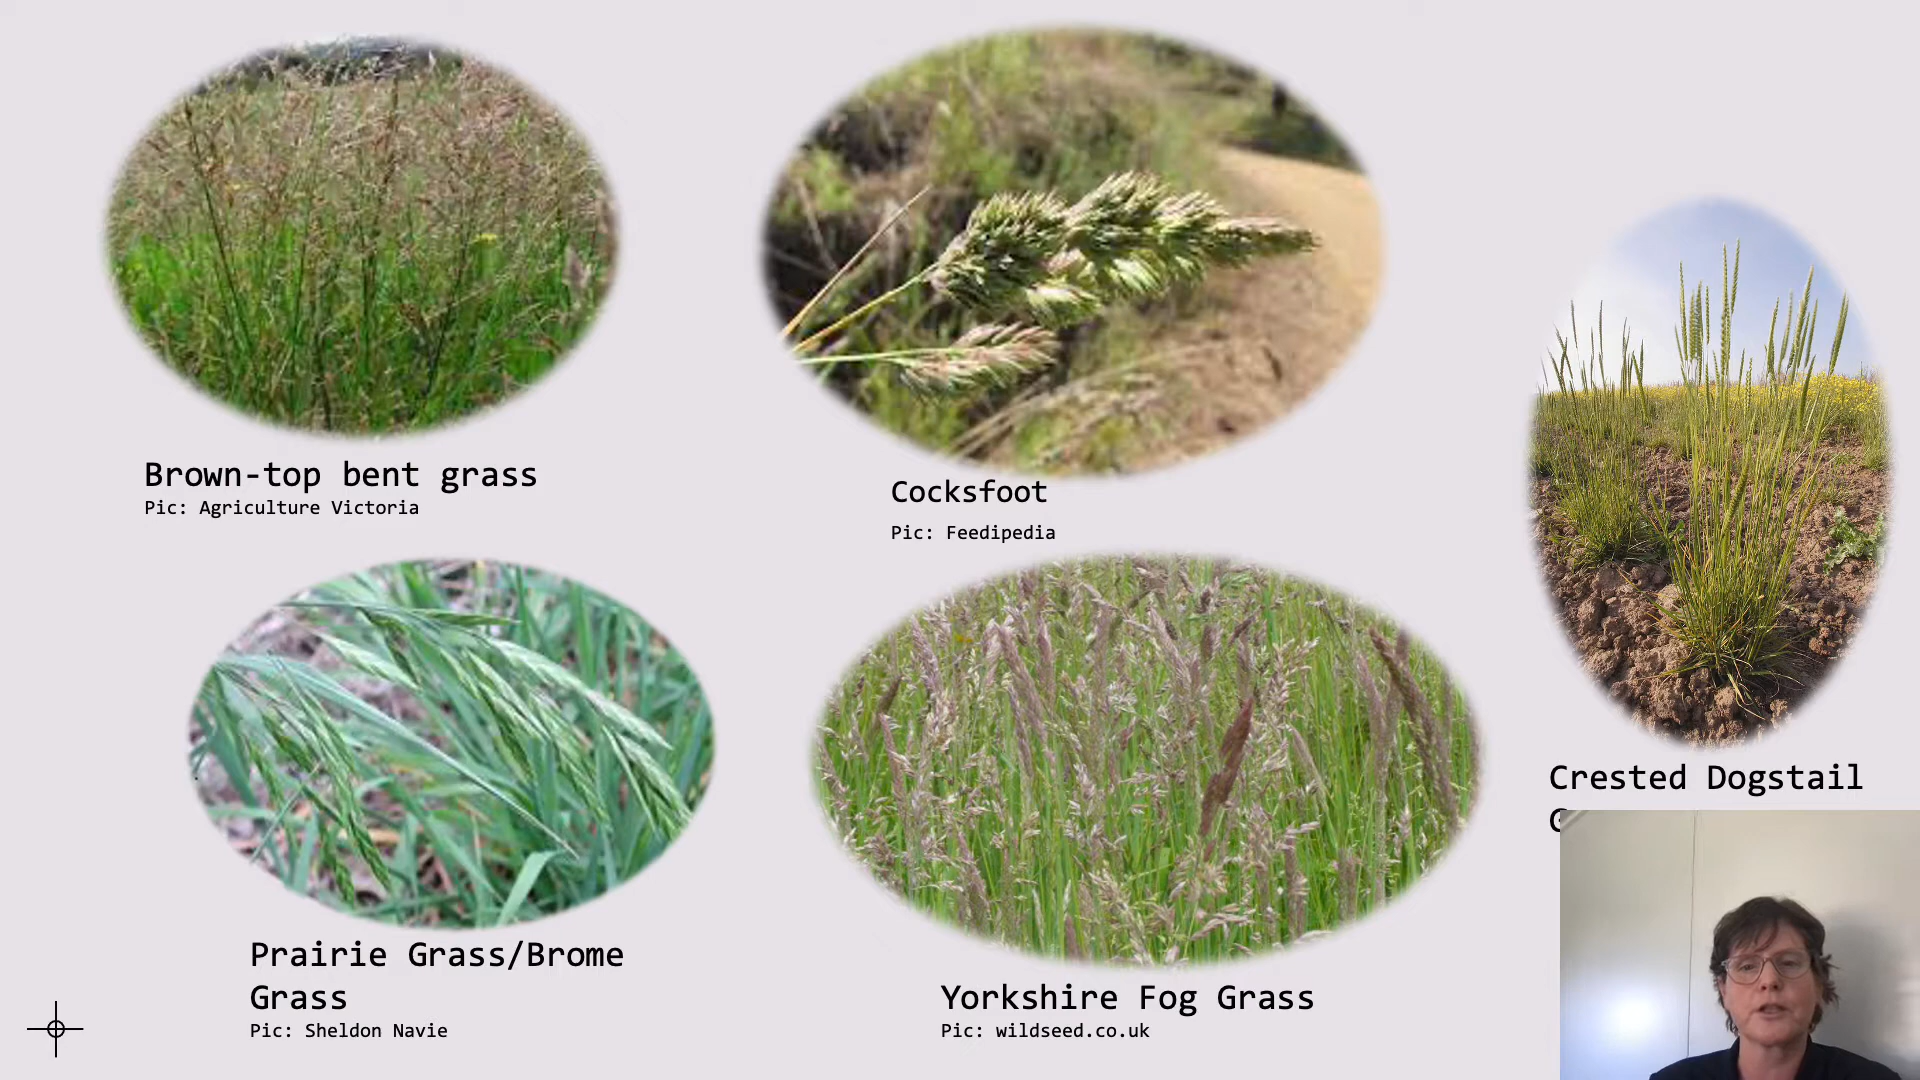 Brown-top bent grass
Pic: Agriculture Victoria
Cocksfoot
Pic: Feedipedia
Crested Dogstail
Prairie Grass/Brome
Grass
Pic: Sheldon Navie
Yorkshire Fog Grass
Pic: wildseed.co.uk